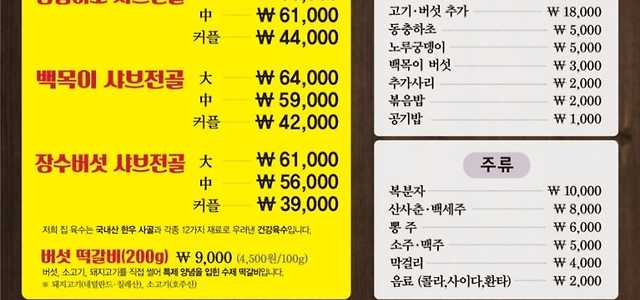 中 ₩ 61,000
커플 ₩ 44,000
백목이 샤브전골 大 ₩ 64,000
中 ₩ 59,000
커플 ₩ 42,000
장수버섯 샤브전골 大 ₩ 61,000
中 ₩ 56,000
커플 ₩ 39,000
저희 집 육수는 국내산 한우 사골과 각종 12가지 재료로 우려낸 건강육수입니다.
버섯 떡갈비(200g) ₩ 9,000 (4,500원/100g)
버섯, 소고기, 돼지고기를 직접 썰어 특제 양념을 입힌 수제 떡갈비입니다.
※ 돼지고기(네덜란드·칠레산), 소고기(호주산)
고기·버섯 추가 ₩ 18,000
동충하초 ₩ 5,000
노루궁뎅이 ₩ 5,000
백목이 버섯 ₩ 3,000
추가사리 ₩ 2,000
볶음밥 ₩ 2,000
공기밥 ₩ 1,000
주류
복분자 ₩ 10,000
산사춘·백세주 ₩ 8,000
뽕 주 ₩ 6,000
소주·맥주 ₩ 5,000
막걸리 ₩ 4,000
음료 (콜라,사이다,환타) ₩ 2,000